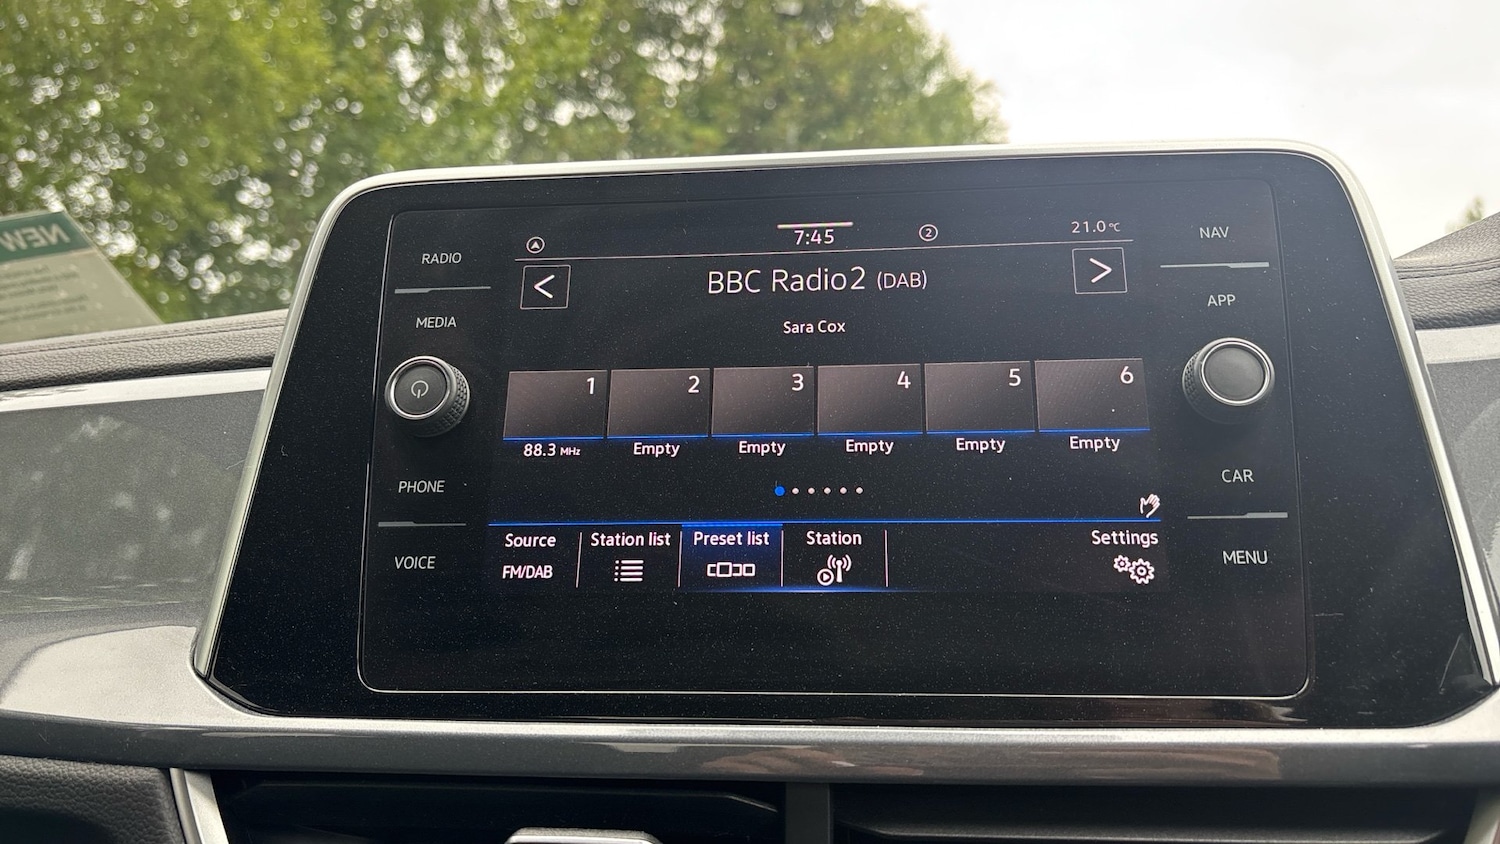 NEW
RADIO
MEDIA
PHONE
VOICE
7:45
2
21.0°C
BBC Radio2 (DAB)
Sara Cox
1 2 3 4 5 6
88.3 MHz Empty Empty Empty Empty Empty
Source Station list Preset list Station Settings
FM/DAB
NAV
APP
CAR
MENU